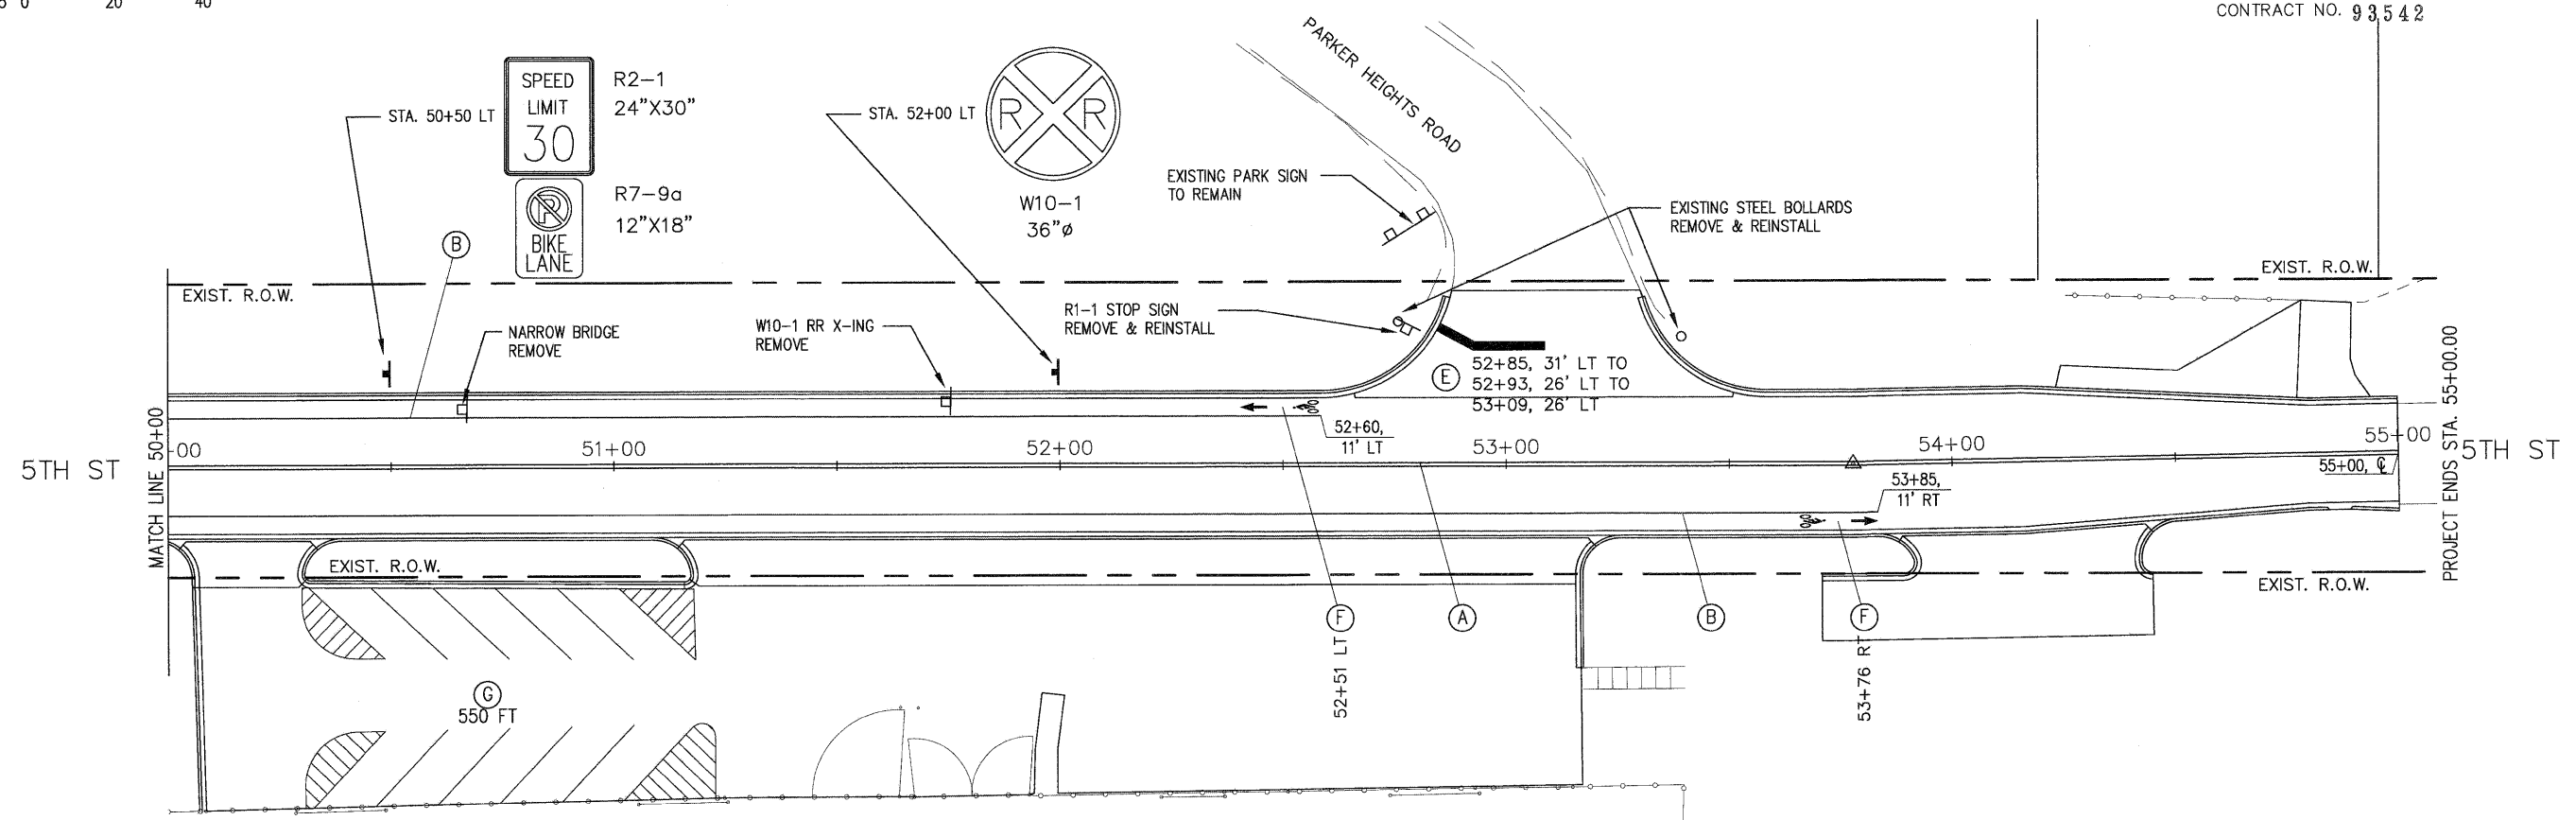 0 20 40
CONTRACT NO. 93542
SPEED
LIMIT
30
R2-1
24"X30"
STA. 50+50 LT
BIKE
LANE
R7-9a
12"X18"
STA. 52+00 LT
R R
W10-1
36"ø
PARKER HEIGHTS ROAD
EXISTING PARK SIGN
TO REMAIN
EXISTING STEEL BOLLARDS
REMOVE & REINSTALL
B
EXIST. R.O.W.
EXIST. R.O.W.
NARROW BRIDGE
REMOVE
W10-1 RR X-ING
REMOVE
R1-1 STOP SIGN
REMOVE & REINSTALL
E
52+85, 31' LT TO
52+93, 26' LT TO
53+09, 26' LT
52+60,
11' LT
MATCH LINE 50+00
5TH ST
+00
51+00
52+00
53+00
54+00
55+00
55+00, ℄
PROJECT ENDS STA. 55+00.00
5TH ST
53+85,
11' RT
EXIST. R.O.W.
EXIST. R.O.W.
F
52+51 LT
A
B
F
53+76 RT
G
550 FT